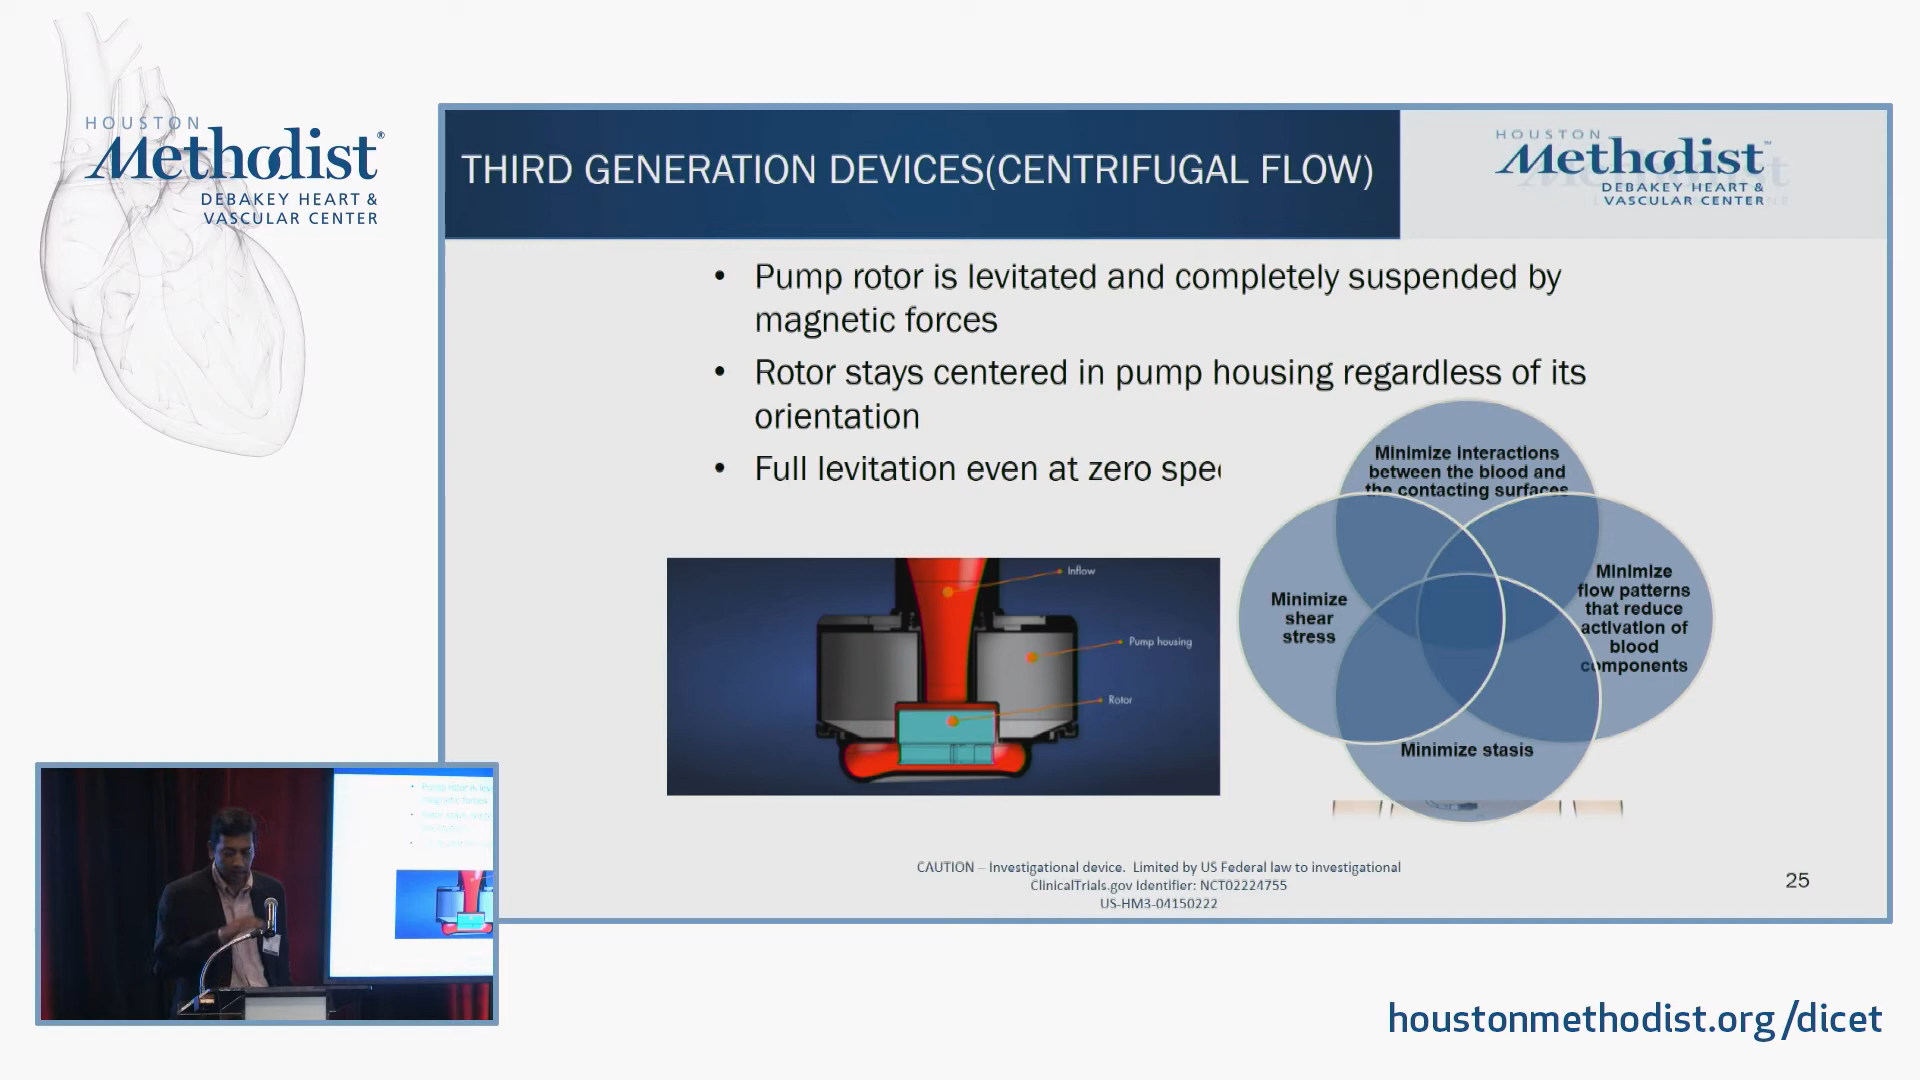 HOUSTON
Methodist®
DEBAKEY HEART &
VASCULAR CENTER
THIRD GENERATION DEVICES(CENTRIFUGAL FLOW)
HOUSTON
Methodist™
DEBAKEY HEART &
VASCULAR CENTER
• Pump rotor is levitated and completely suspended by
magnetic forces
• Rotor stays centered in pump housing regardless of its
orientation
• Full levitation even at zero spe
Inflow
Pump housing
Rotor
Minimize interactions
between the blood and
the contacting surfaces
Minimize
shear
stress
Minimize
flow patterns
that reduce
activation of
blood
components
Minimize stasis
CAUTION – Investigational device. Limited by US Federal law to investigational
ClinicalTrials.gov Identifier: NCT02224755
US-HM3-04150222
25
houstonmethodist.org/dicet